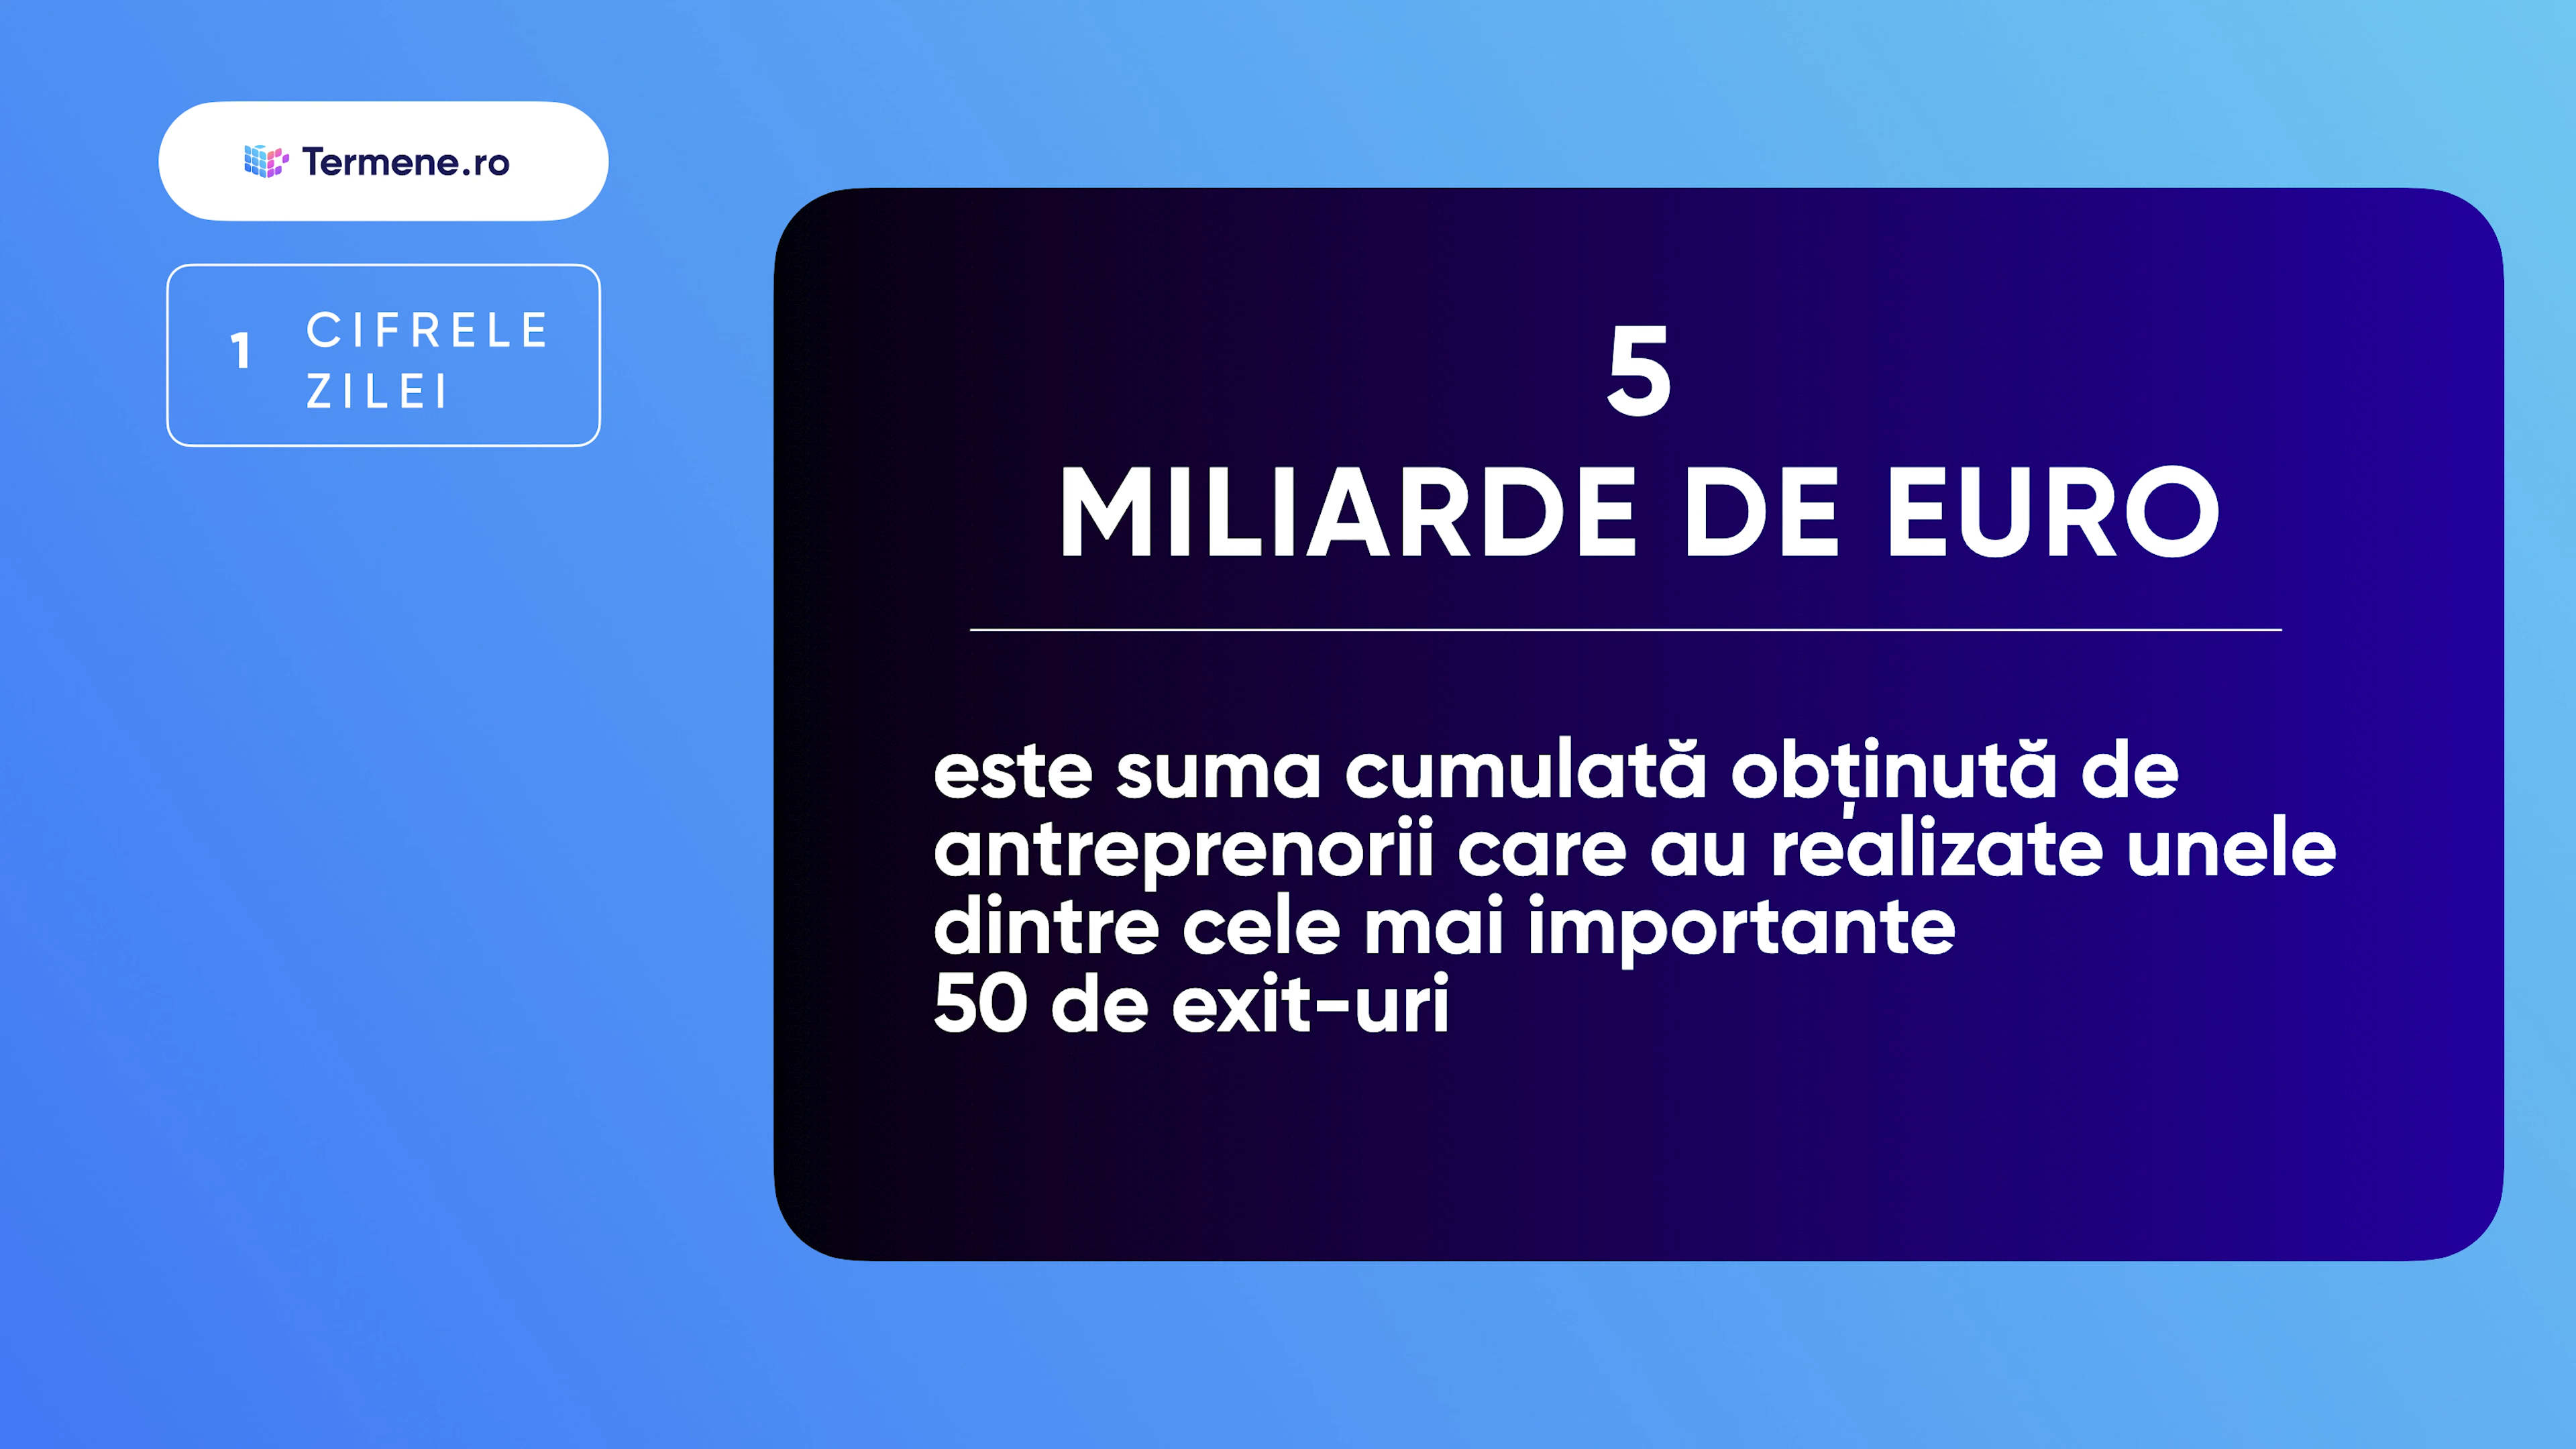 Termene.ro
1 CIFRELE
ZILEI
5
MILIARDE DE EURO
este suma cumulată obținută de
antreprenorii care au realizate unele
dintre cele mai importante
50 de exit-uri